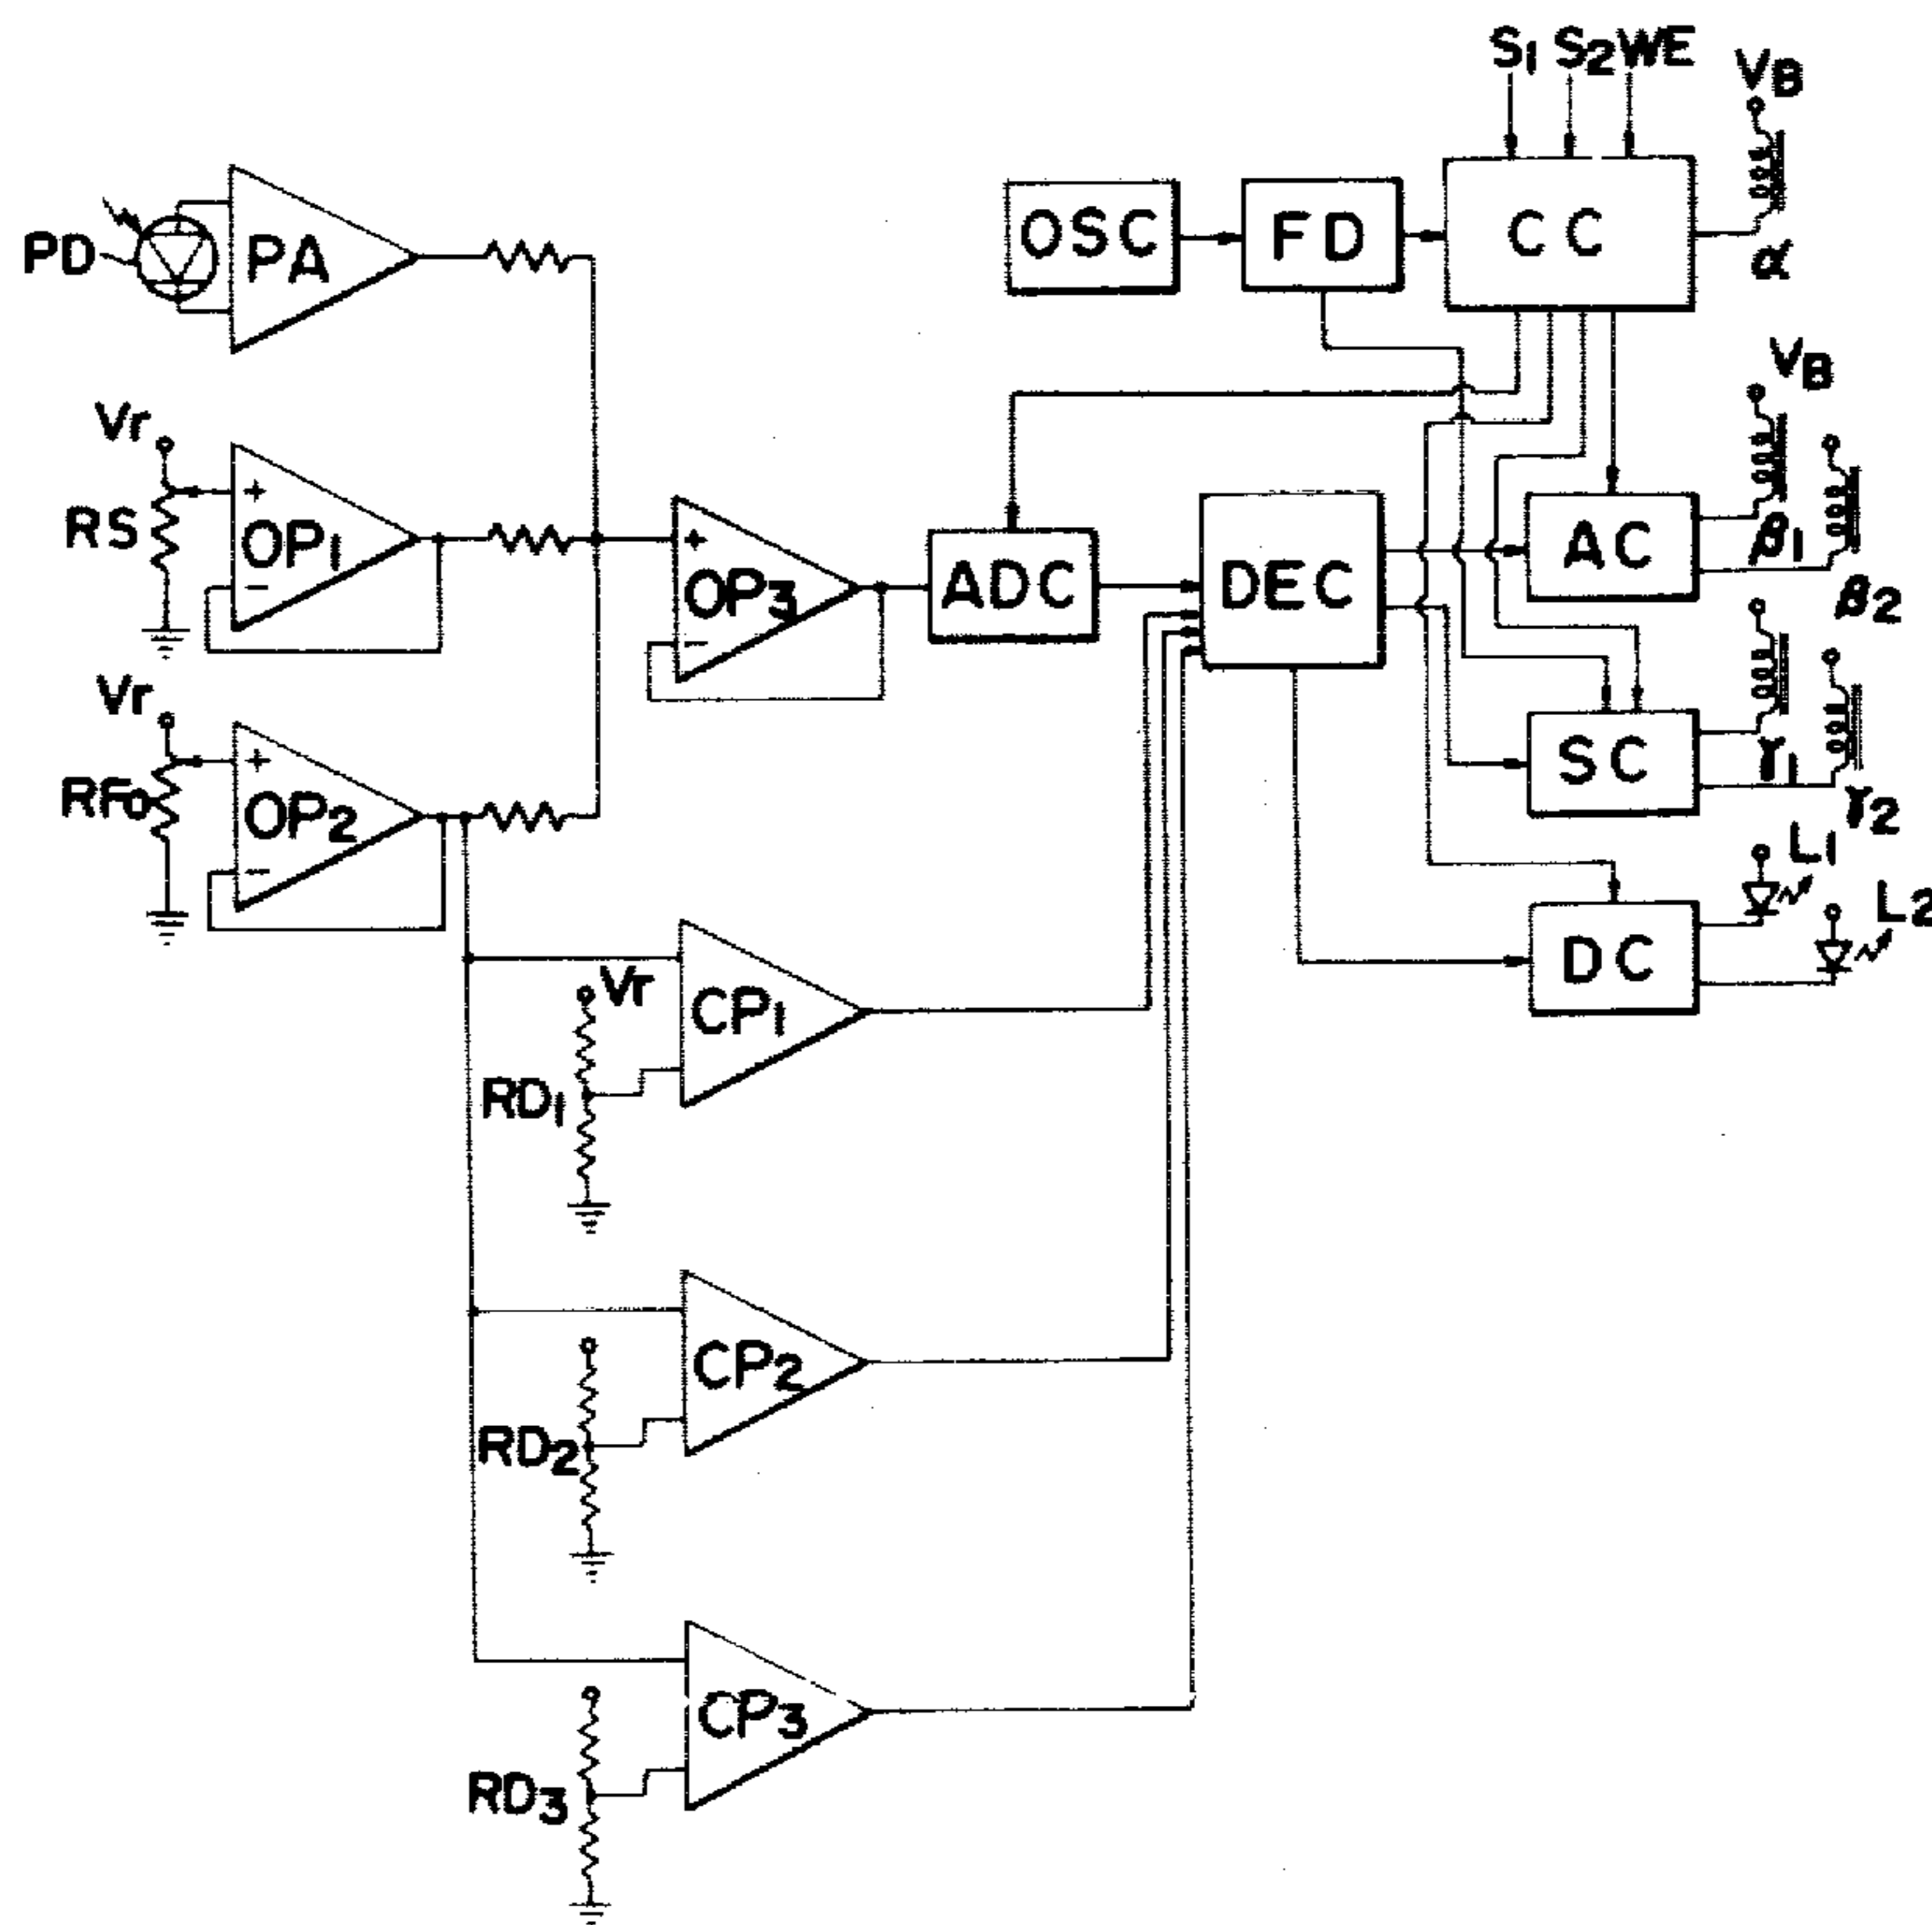 S1 S2 WE
VB
OSC
FD
CC
α
PD
PA
VB
Vr
RS
+
OP1
−
+
OP3
−
ADC
DEC
AC
β1
β2
Vr
RFo
+
OP2
−
SC
γ1
γ2
L1
L2
DC
Vr
CP1
RD1
CP2
RD2
CP3
RD3